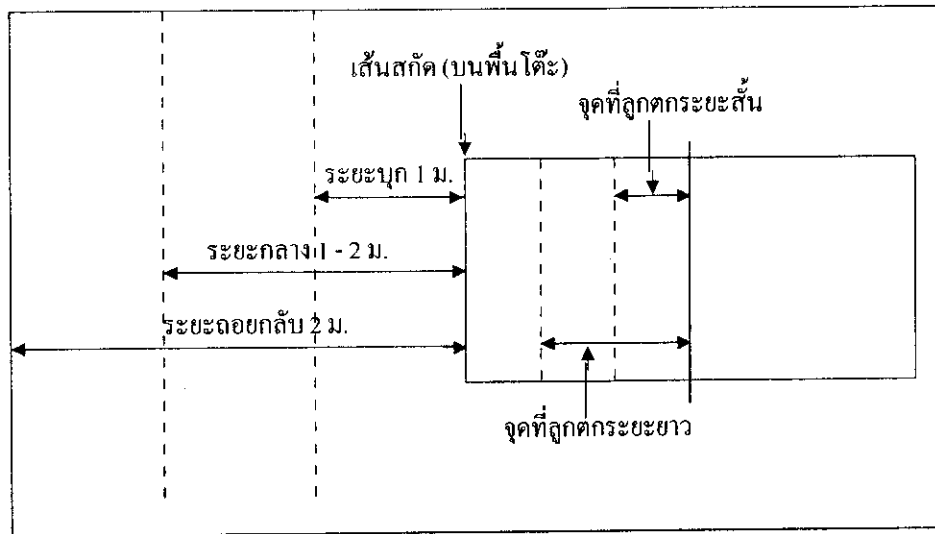 เส้นสกัด (บนพื้นโต๊ะ)
จุดที่ลูกตกระยะสั้น
ระยะบุก 1 ม.
ระยะกลาง 1 - 2 ม.
ระยะถอยกลับ 2 ม.
จุดที่ลูกตกระยะยาว